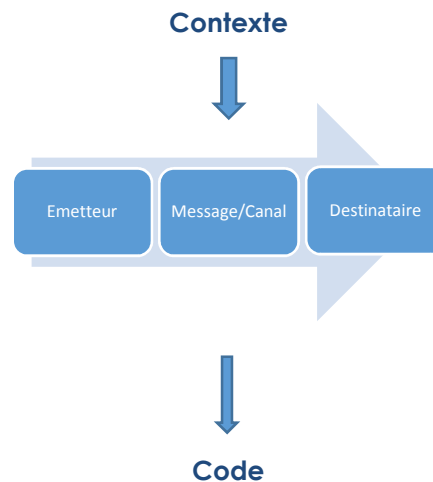 Contexte
Emetteur
Message/Canal
Destinataire
Code